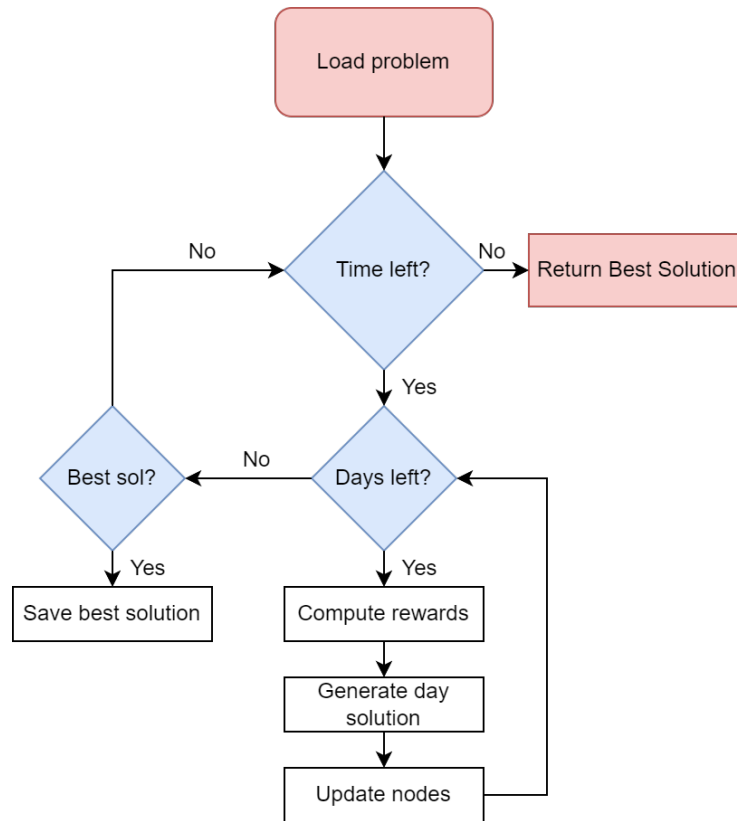 Load problem
No
Time left?
No
Return Best Solution
Yes
Best sol?
No
Days left?
Yes
Yes
Save best solution
Compute rewards
Generate day
solution
Update nodes